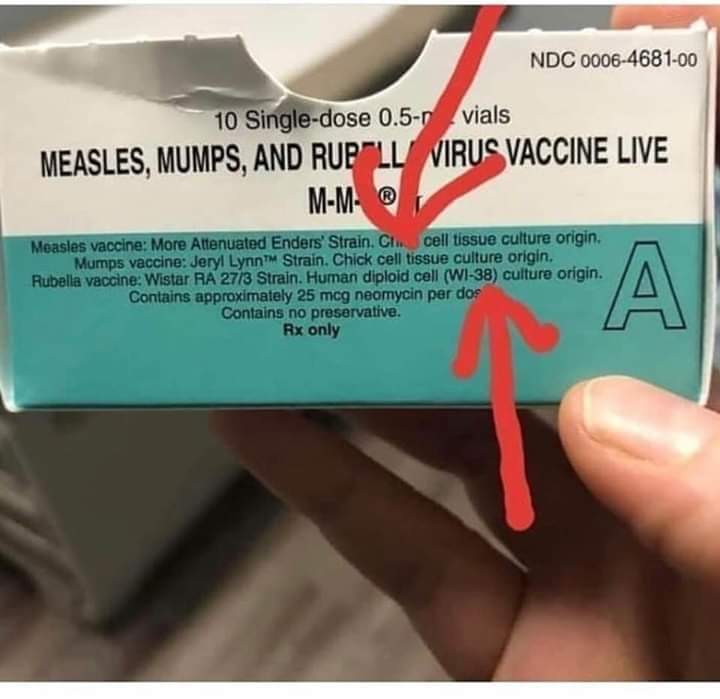 NDC 0006-4681-00
10 Single-dose 0.5- vials
MEASLES, MUMPS, AND VIRUS VACCINE LIVE
M-M- ®
Measles vaccine: More Attenuated Enders' Strain. cell tissue culture origin.
Mumps vaccine: Jeryl Lynn™ Strain. Chick cell tissue culture origin.
Rubella vaccine: Wistar RA 27/3 Strain. Human diploid cell (WI-38) culture origin.
Contains approximately 25 mcg neomycin per
Contains no preservative.
Rx only
A